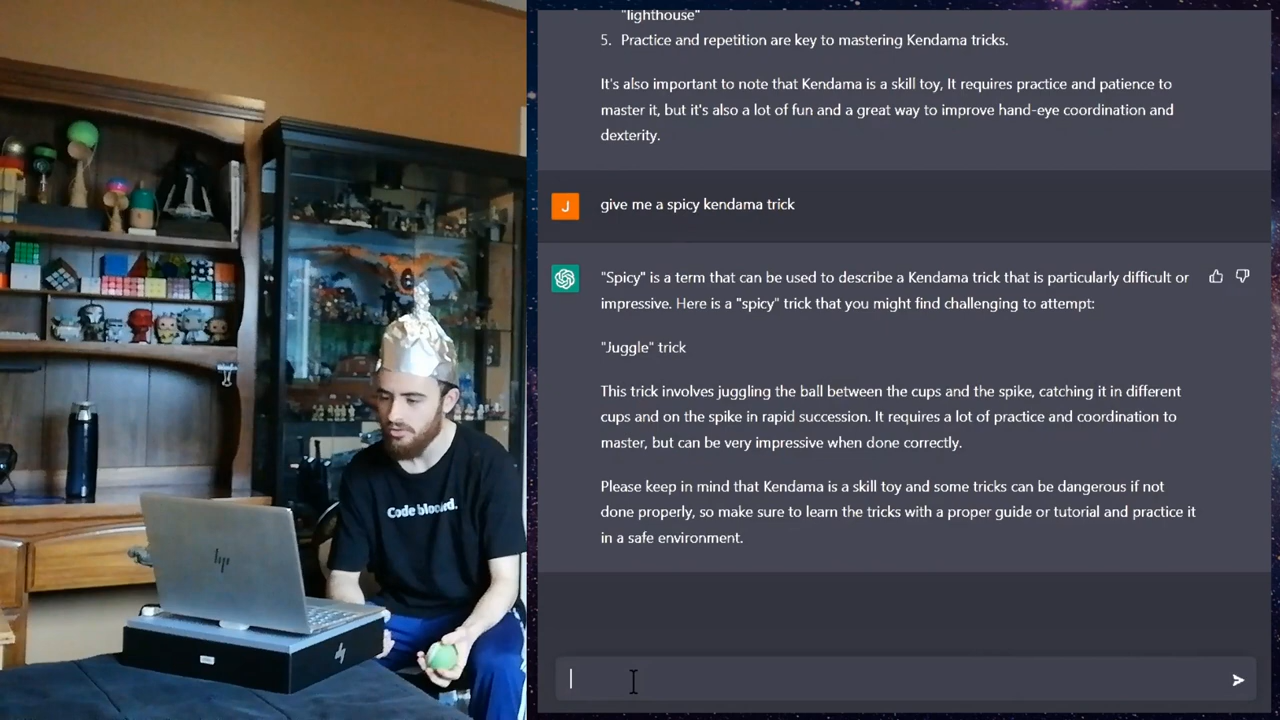 "lighthouse"
5. Practice and repetition are key to mastering Kendama tricks.
It's also important to note that Kendama is a skill toy, It requires practice and patience to
master it, but it's also a lot of fun and a great way to improve hand-eye coordination and
dexterity.
J
give me a spicy kendama trick
"Spicy" is a term that can be used to describe a Kendama trick that is particularly difficult or
impressive. Here is a "spicy" trick that you might find challenging to attempt:
"Juggle" trick
This trick involves juggling the ball between the cups and the spike, catching it in different
cups and on the spike in rapid succession. It requires a lot of practice and coordination to
master, but can be very impressive when done correctly.
Please keep in mind that Kendama is a skill toy and some tricks can be dangerous if not
done properly, so make sure to learn the tricks with a proper guide or tutorial and practice it
in a safe environment.
Code blooded.
hp